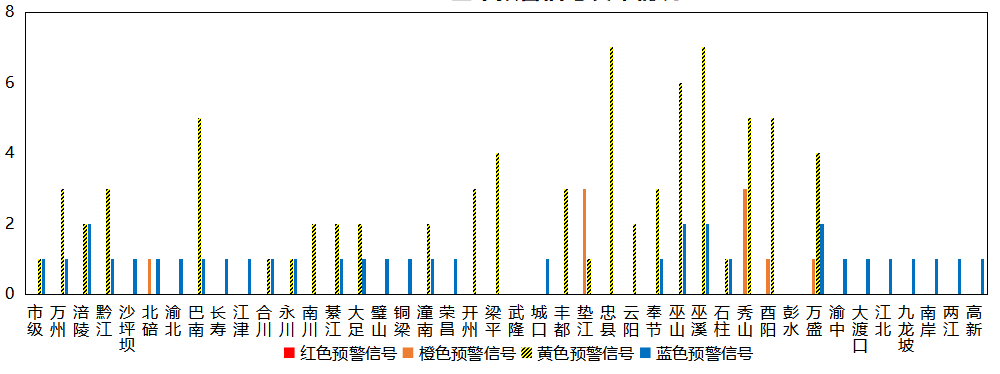 8
6
4
2
0
市级 万州 涪陵 黔江 沙坪坝 北碚 渝北 巴南 长寿 江津 合川 永川 南川 綦江 大足 璧山 铜梁 潼南 荣昌 开州 梁平 武隆 城口 丰都 垫江 忠县 云阳 奉节 巫山 巫溪 石柱 秀山 酉阳 彭水 万盛 渝中 大渡口 江北 九龙坡 南岸 两江 高新
红色预警信号 橙色预警信号 黄色预警信号 蓝色预警信号